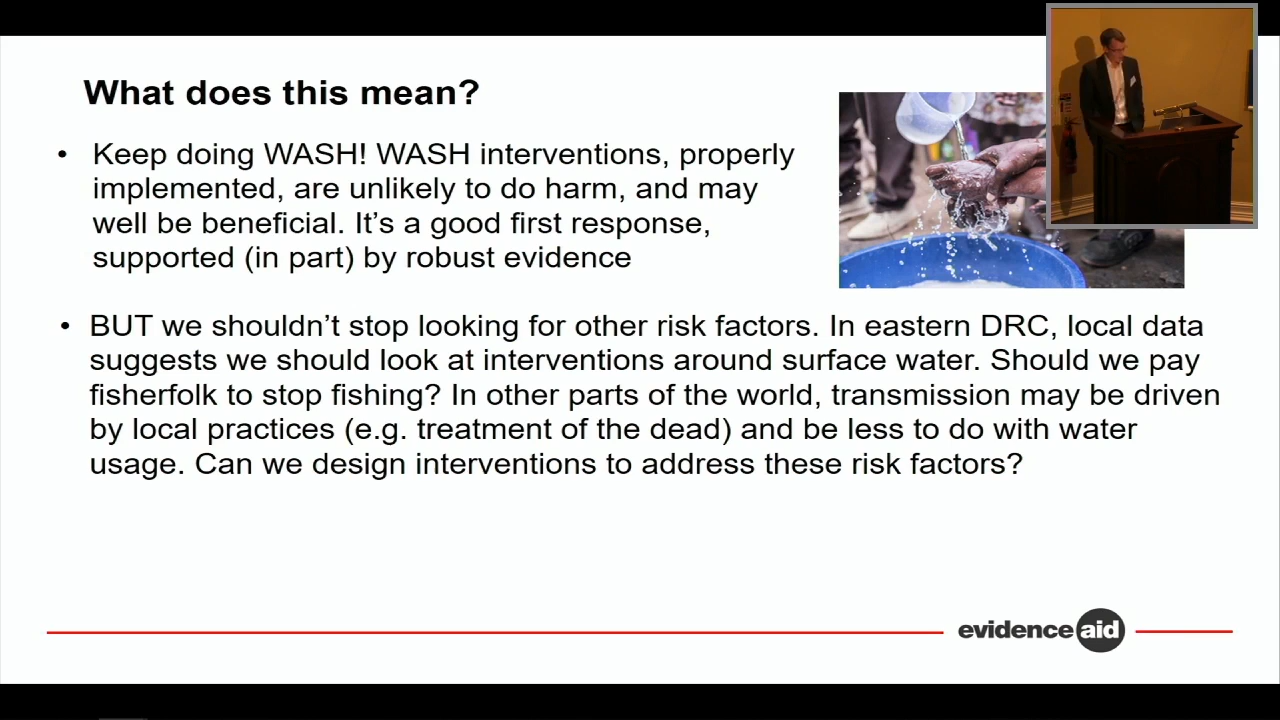 What does this mean?
• Keep doing WASH! WASH interventions, properly
implemented, are unlikely to do harm, and may
well be beneficial. It’s a good first response,
supported (in part) by robust evidence
• BUT we shouldn’t stop looking for other risk factors. In eastern DRC, local data
suggests we should look at interventions around surface water. Should we pay
fisherfolk to stop fishing? In other parts of the world, transmission may be driven
by local practices (e.g. treatment of the dead) and be less to do with water
usage. Can we design interventions to address these risk factors?
evidence aid